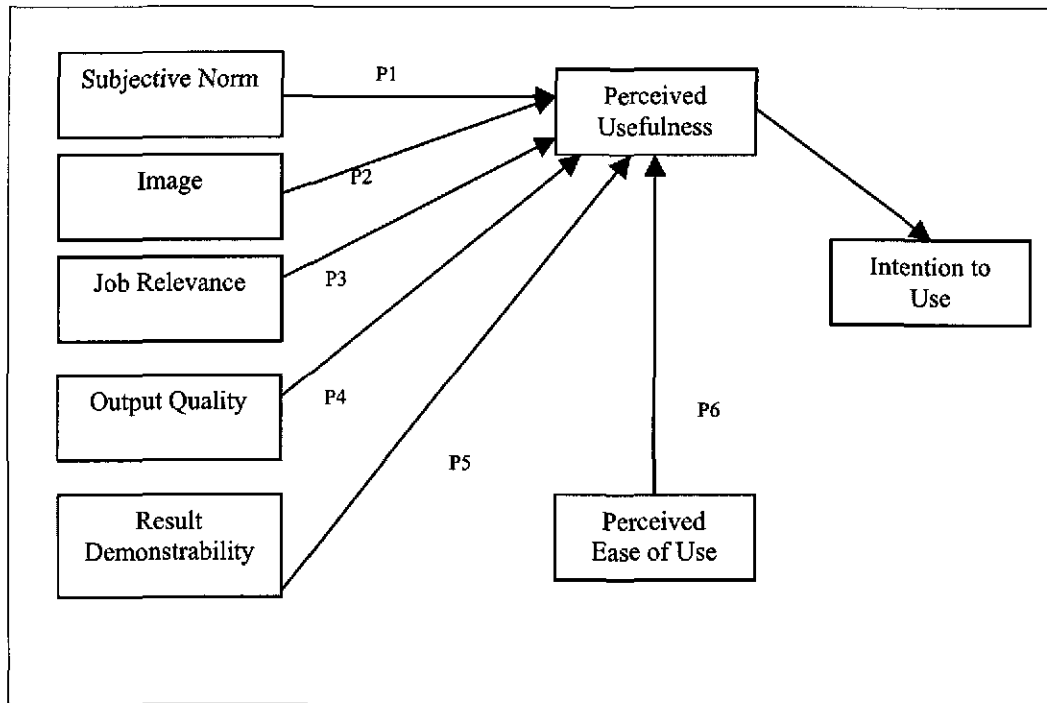 Subjective Norm
P1
Perceived
Usefulness
Image
P2
Job Relevance
P3
Intention to
Use
Output Quality
P4
P6
P5
Result
Demonstrability
Perceived
Ease of Use